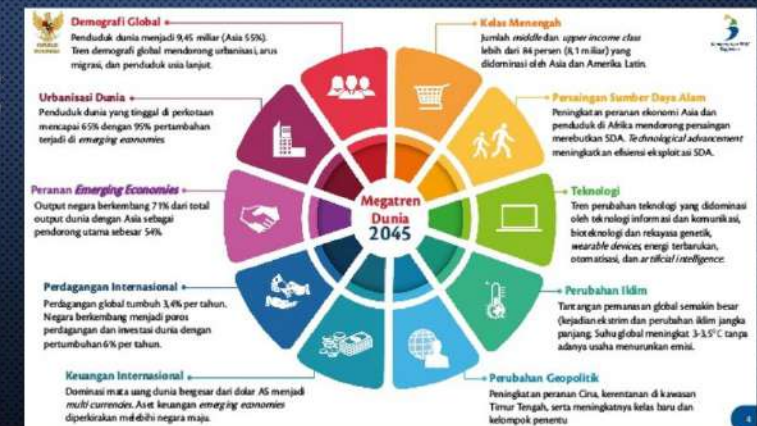 Demografi Global
Penduduk dunia menjadi 9,45 miliar (Asia 55%).
Tren demografi global mendorong urbanisasi, arus
migrasi, dan penduduk usia lanjut.
Urbanisasi Dunia
Penduduk dunia yang tinggal di perkotaan
mencapai 65% dengan 95% pertambahan
terjadi di emerging economies.
Peranan Emerging Economies
Output negara berkembang 71% dari total
output dunia dengan Asia sebagai
pendorong utama sebesar 54%.
Perdagangan Internasional
Perdagangan global tumbuh 3,4% per tahun.
Negara berkembang menjadi poros
perdagangan dan investasi dunia dengan
pertumbuhan 6% per tahun.
Keuangan Internasional
Dominasi mata uang dunia bergeser dari dolar AS menjadi
multi currencies. Aset keuangan emerging economies
diperkirakan melebihi negara maju.
Megatren
Dunia
2045
Kelas Menengah
Jumlah middle dan upper income class
lebih dari 84 persen (8,1 miliar) yang
didominasi oleh Asia dan Amerika Latin.
Persaingan Sumber Daya Alam
Peningkatan peranan ekonomi Asia dan
penduduk di Afrika mendorong persaingan
merebutkan SDA. Technological advancement
meningkatkan efisiensi eksploitasi SDA.
Teknologi
Tren perubahan teknologi yang didominasi
oleh teknologi informasi dan komunikasi,
bioteknologi dan rekayasa genetik,
wearable devices, energi terbarukan,
otomatisasi, dan artificial intelligence.
Perubahan Iklim
Tantangan pemanasan global semakin besar
(kejadian ekstrim dan perubahan iklim jangka
panjang. Suhu global meningkat 3-3,5°C tanpa
adanya usaha menurunkan emisi.
Perubahan Geopolitik
Peningkatan peranan Cina, kerentanan di kawasan
Timur Tengah, serta meningkatnya kelas baru dan
kelompok penentu
4